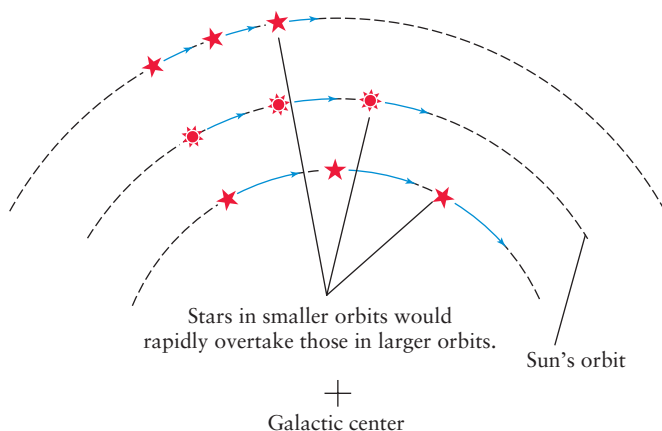 Stars in smaller orbits would
rapidly overtake those in larger orbits.
Sun's orbit
Galactic center